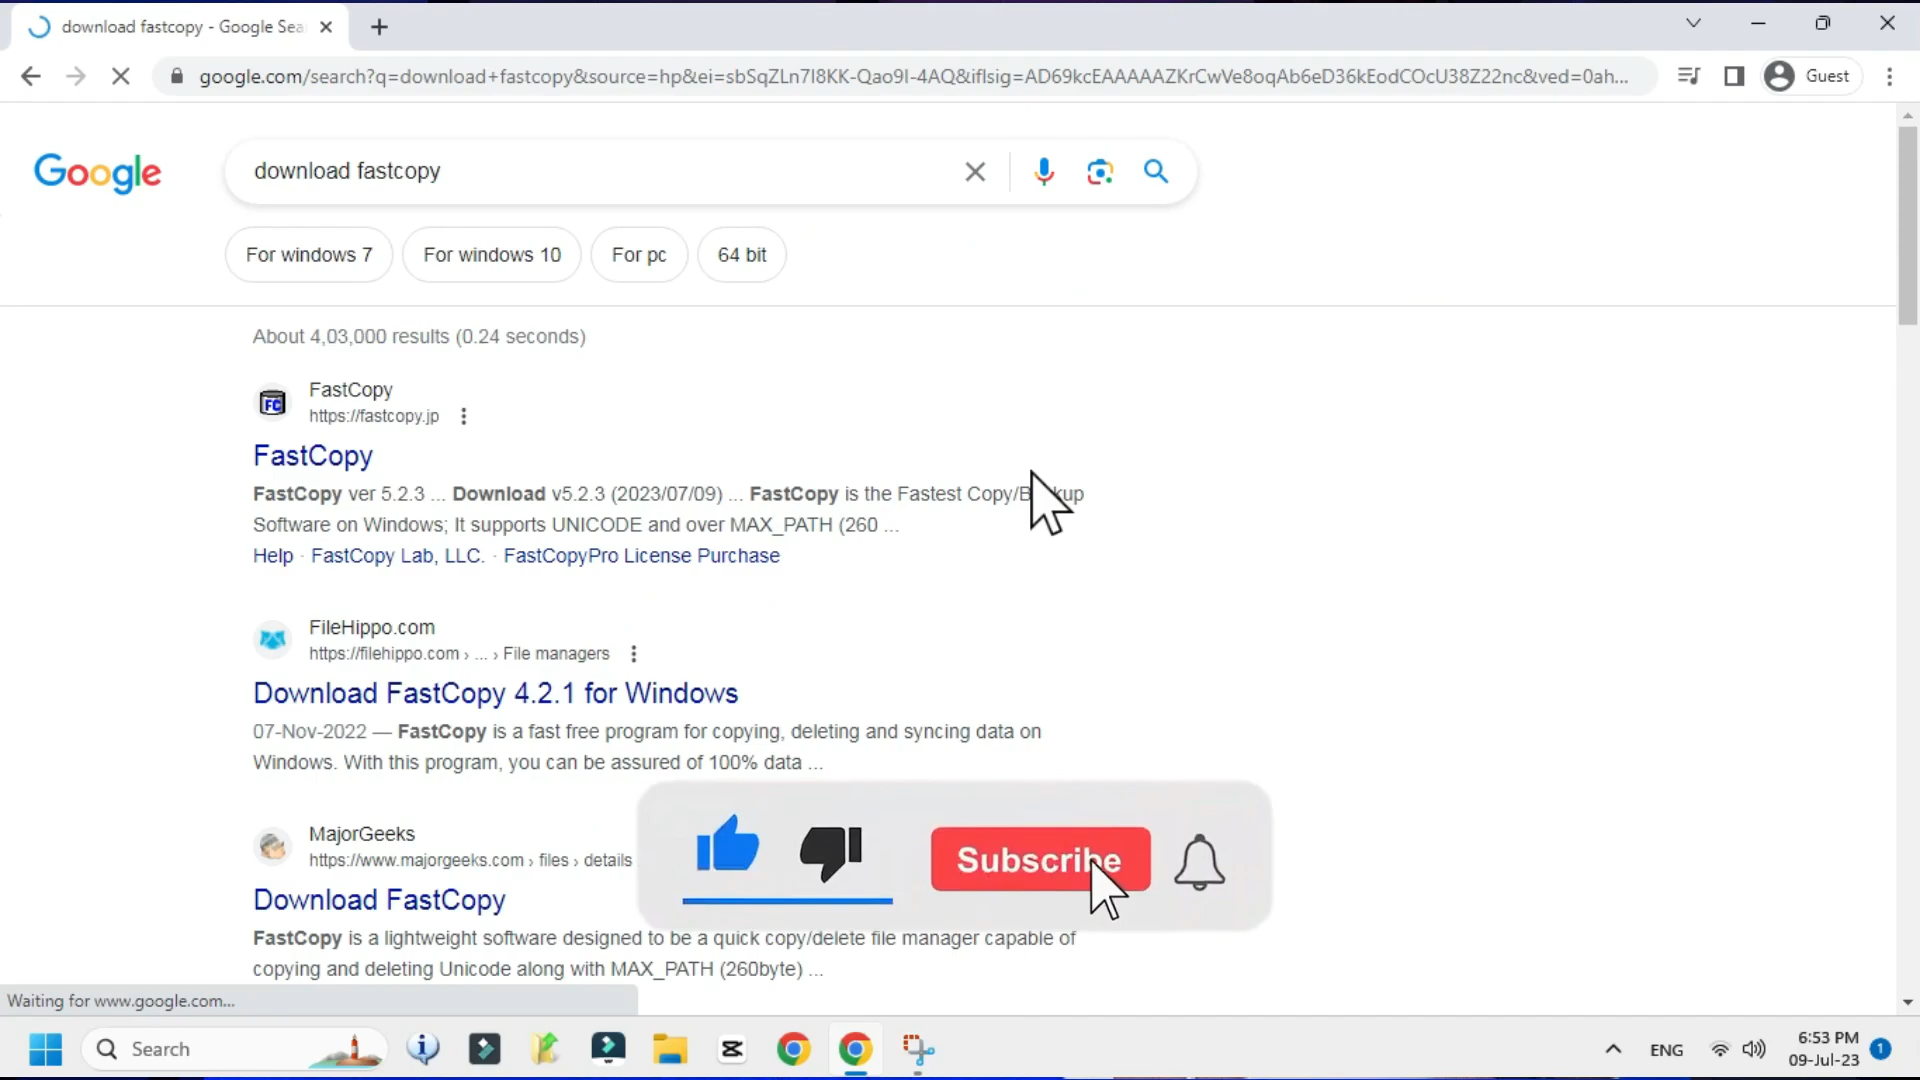 download fastcopy - Google Sea
google.com/search?q=download+fastcopy&source=hp&ei=sbSqZLn7I8KK-Qao9I-4AQ&iflsig=AD69kcEAAAAAZKrCwVe8oqAb6eD36kEodCOcU38Z22nc&ved=0ah...
Guest
Google
download fastcopy
For windows 7
For windows 10
For pc
64 bit
About 4,03,000 results (0.24 seconds)
FC
FastCopy
https://fastcopy.jp
FastCopy
FastCopy ver 5.2.3 ... Download v5.2.3 (2023/07/09) ... FastCopy is the Fastest Copy/Backup
Software on Windows; It supports UNICODE and over MAX_PATH (260 ...
Help · FastCopy Lab, LLC. · FastCopyPro License Purchase
FileHippo.com
https://filehippo.com › ... › File managers
Download FastCopy 4.2.1 for Windows
07-Nov-2022 — FastCopy is a fast free program for copying, deleting and syncing data on
Windows. With this program, you can be assured of 100% data ...
MajorGeeks
https://www.majorgeeks.com › files › details
Download FastCopy
Subscribe
FastCopy is a lightweight software designed to be a quick copy/delete file manager capable of
copying and deleting Unicode along with MAX_PATH (260byte) ...
Waiting for www.google.com...
Search
ENG
6:53 PM
09-Jul-23
1